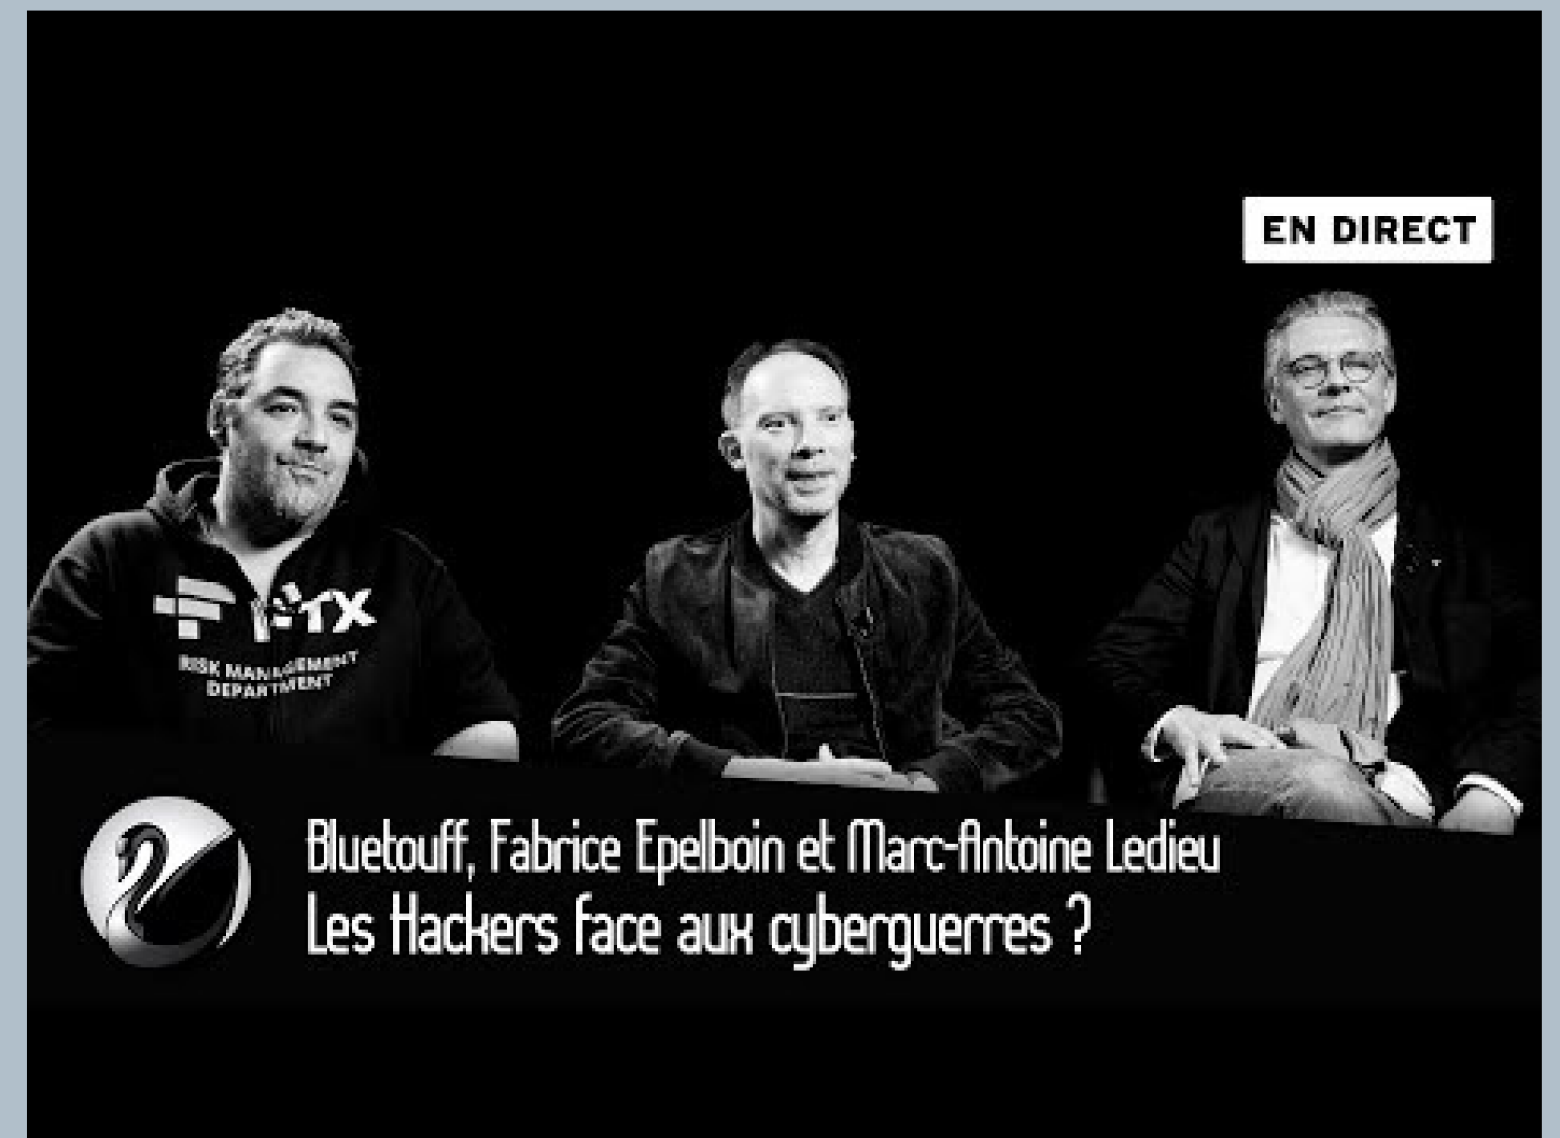 EN DIRECT
FTX
RISK MANAGEMENT
DEPARTMENT
Bluetouff, Fabrice Epelboin et Marc-Antoine Ledieu
Les Hackers face aux cyberguerres ?